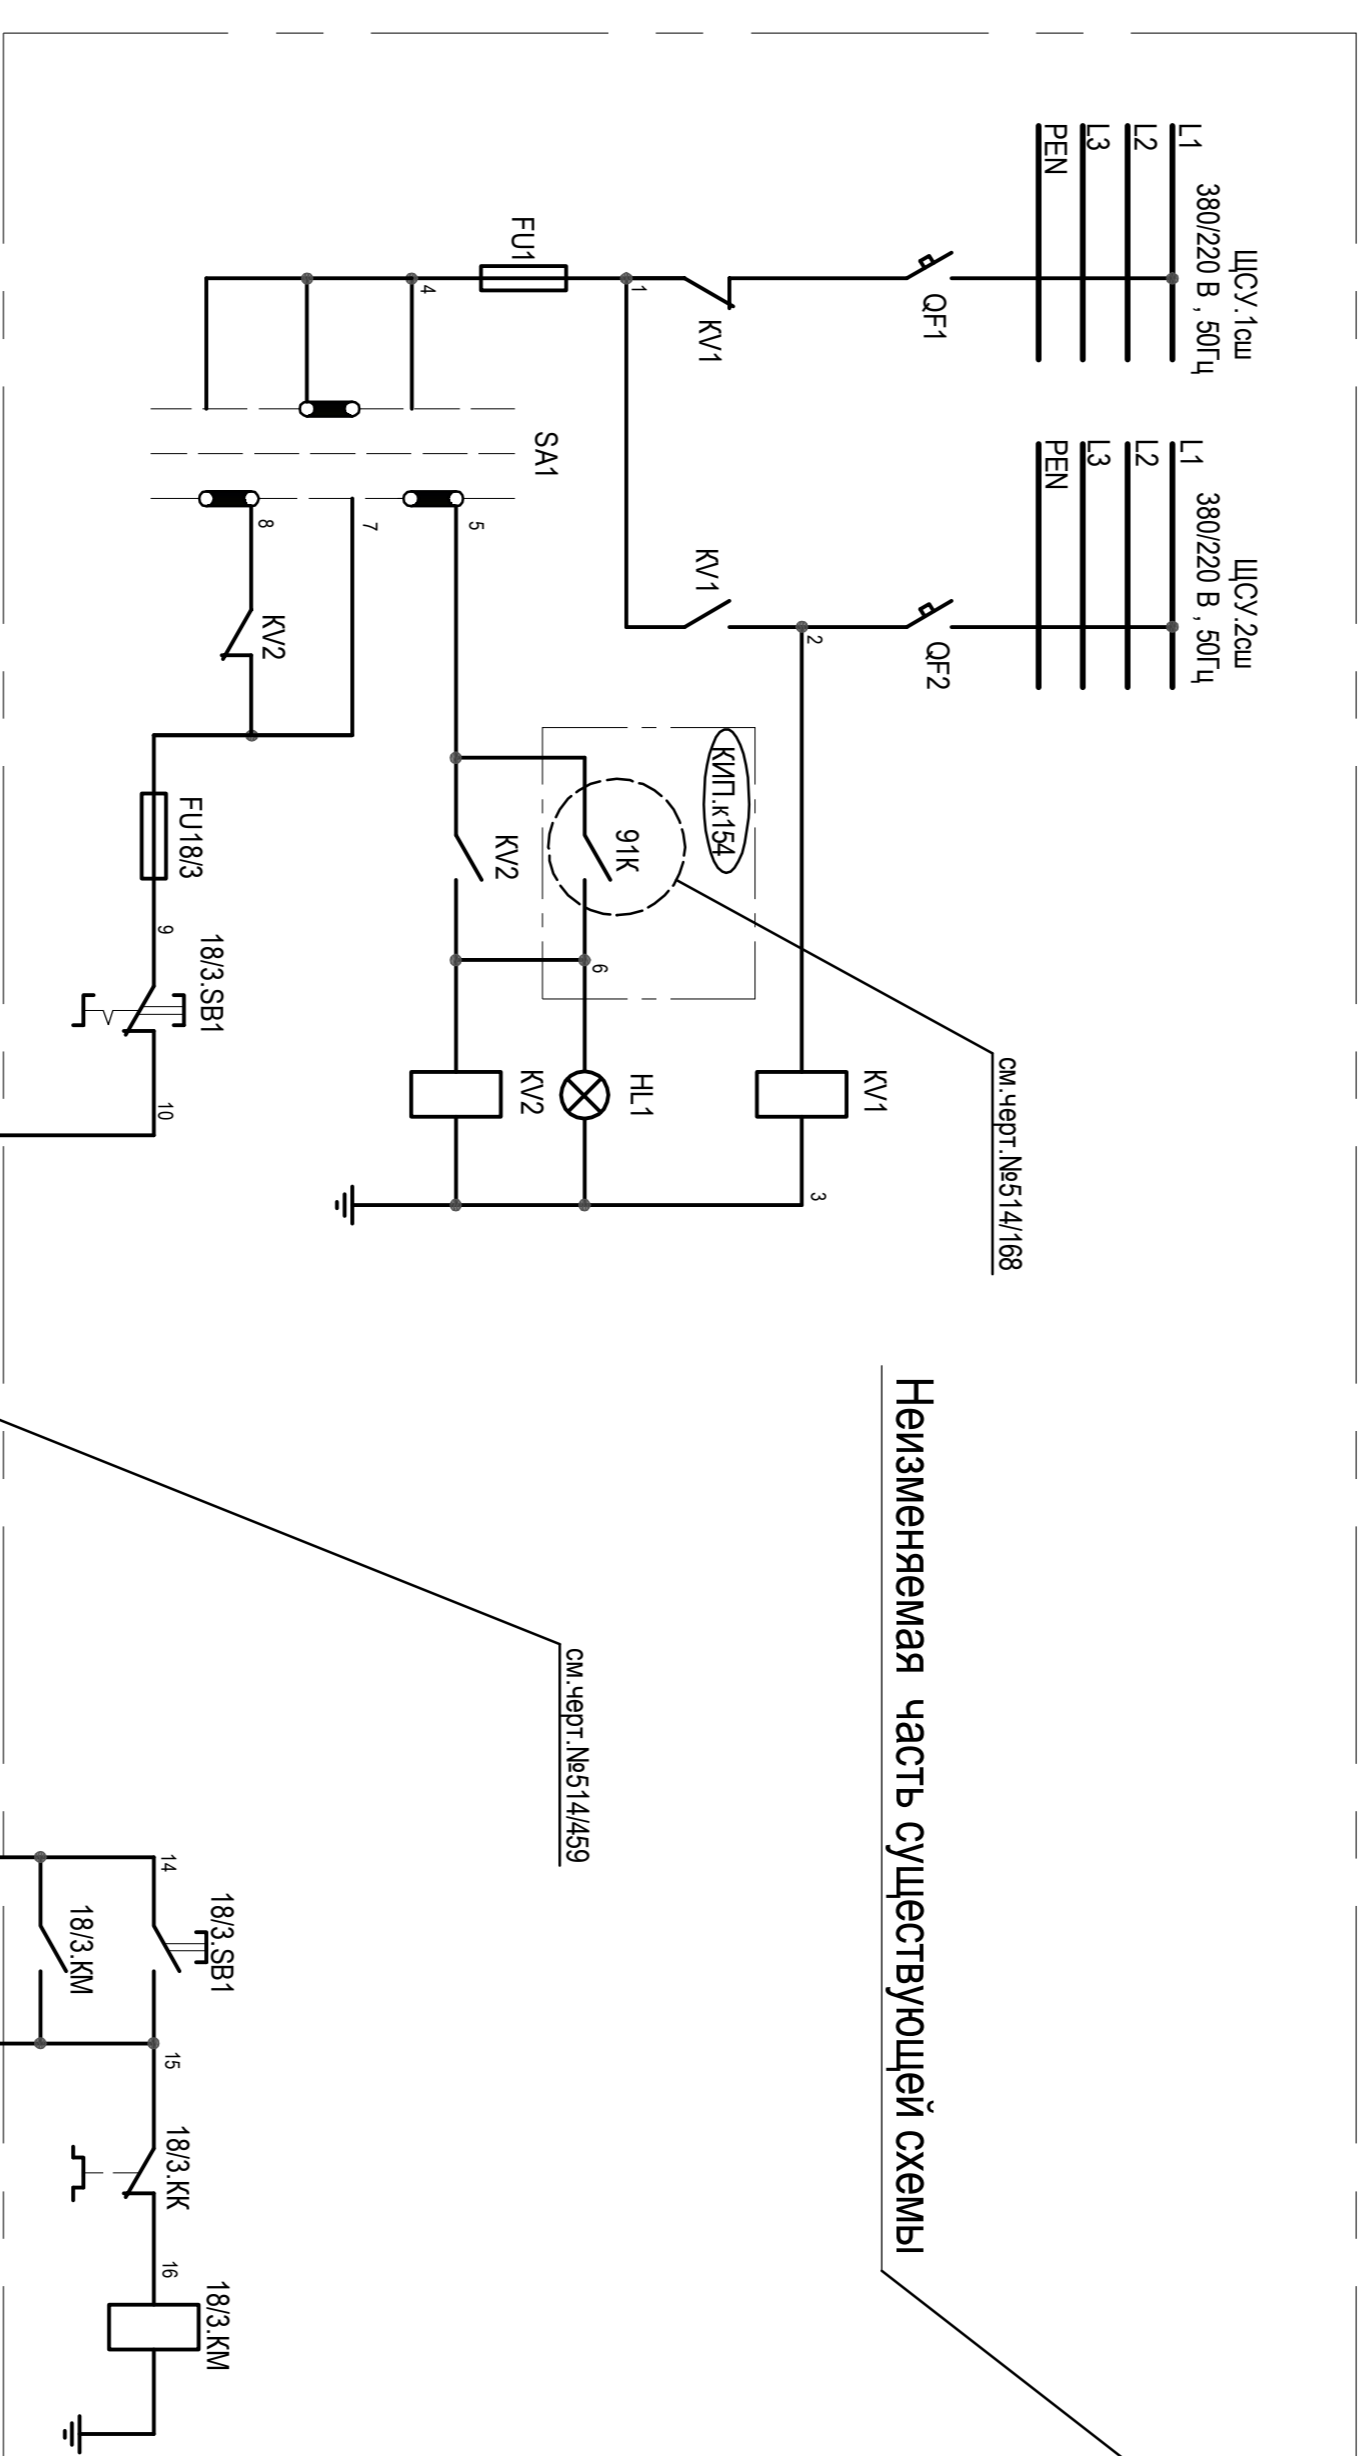 ЩСУ.1сш
380/220 В , 50Гц
L1
L2
L3
PEN
ЩСУ.2сш
380/220 В , 50Гц
L1
L2
L3
PEN
QF1
QF2
KV1
KV1
1
2
FU1
4
SA1
5
7
8
KV2
КИП.к154
91К
KV2
6
KV1
HL1
KV2
3
см.черт.№514/168
FU18/3
9
18/3.SB1
10
Неизменяемая часть существующей схемы
см.черт.№514/459
14
18/3.SB1
18/3.КМ
15
18/3.КК
16
18/3.КМ